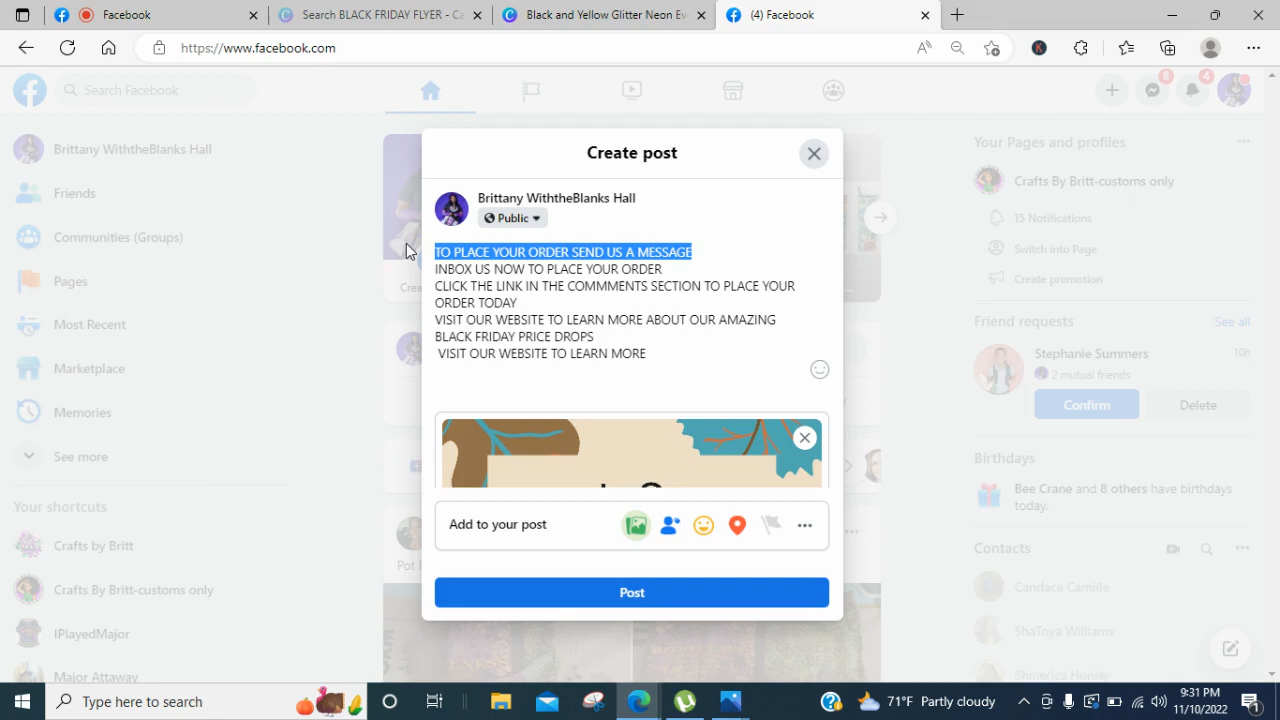 Facebook
Search BLACK FRIDAY FLYER - Ca
Black and Yellow Glitter Neon Ev
(4) Facebook
https://www.facebook.com
Search Facebook
8
4
Brittany WiththeBlanks Hall
Friends
Communities (Groups)
Pages
Most Recent
Marketplace
Memories
See more
Your shortcuts
Crafts by Britt
Crafts By Britt-customs only
IPlayedMajor
Major Attaway
Create post
Brittany WiththeBlanks Hall
Public
TO PLACE YOUR ORDER SEND US A MESSAGE
INBOX US NOW TO PLACE YOUR ORDER
CLICK THE LINK IN THE COMMMENTS SECTION TO PLACE YOUR
ORDER TODAY
VISIT OUR WEBSITE TO LEARN MORE ABOUT OUR AMAZING
BLACK FRIDAY PRICE DROPS
VISIT OUR WEBSITE TO LEARN MORE
Add to your post
Post
Crea
Pot
Your Pages and profiles
Crafts By Britt-customs only
15 Notifications
Switch into Page
Create promotion
Friend requests
See all
Stephanie Summers
10h
2 mutual friends
Confirm
Delete
Birthdays
Bee Crane and 8 others have birthdays
today.
Contacts
Candace Camille
ShaToya Williams
Shinerica Hunlap
Type here to search
71°F Partly cloudy
9:31 PM
11/10/2022
1